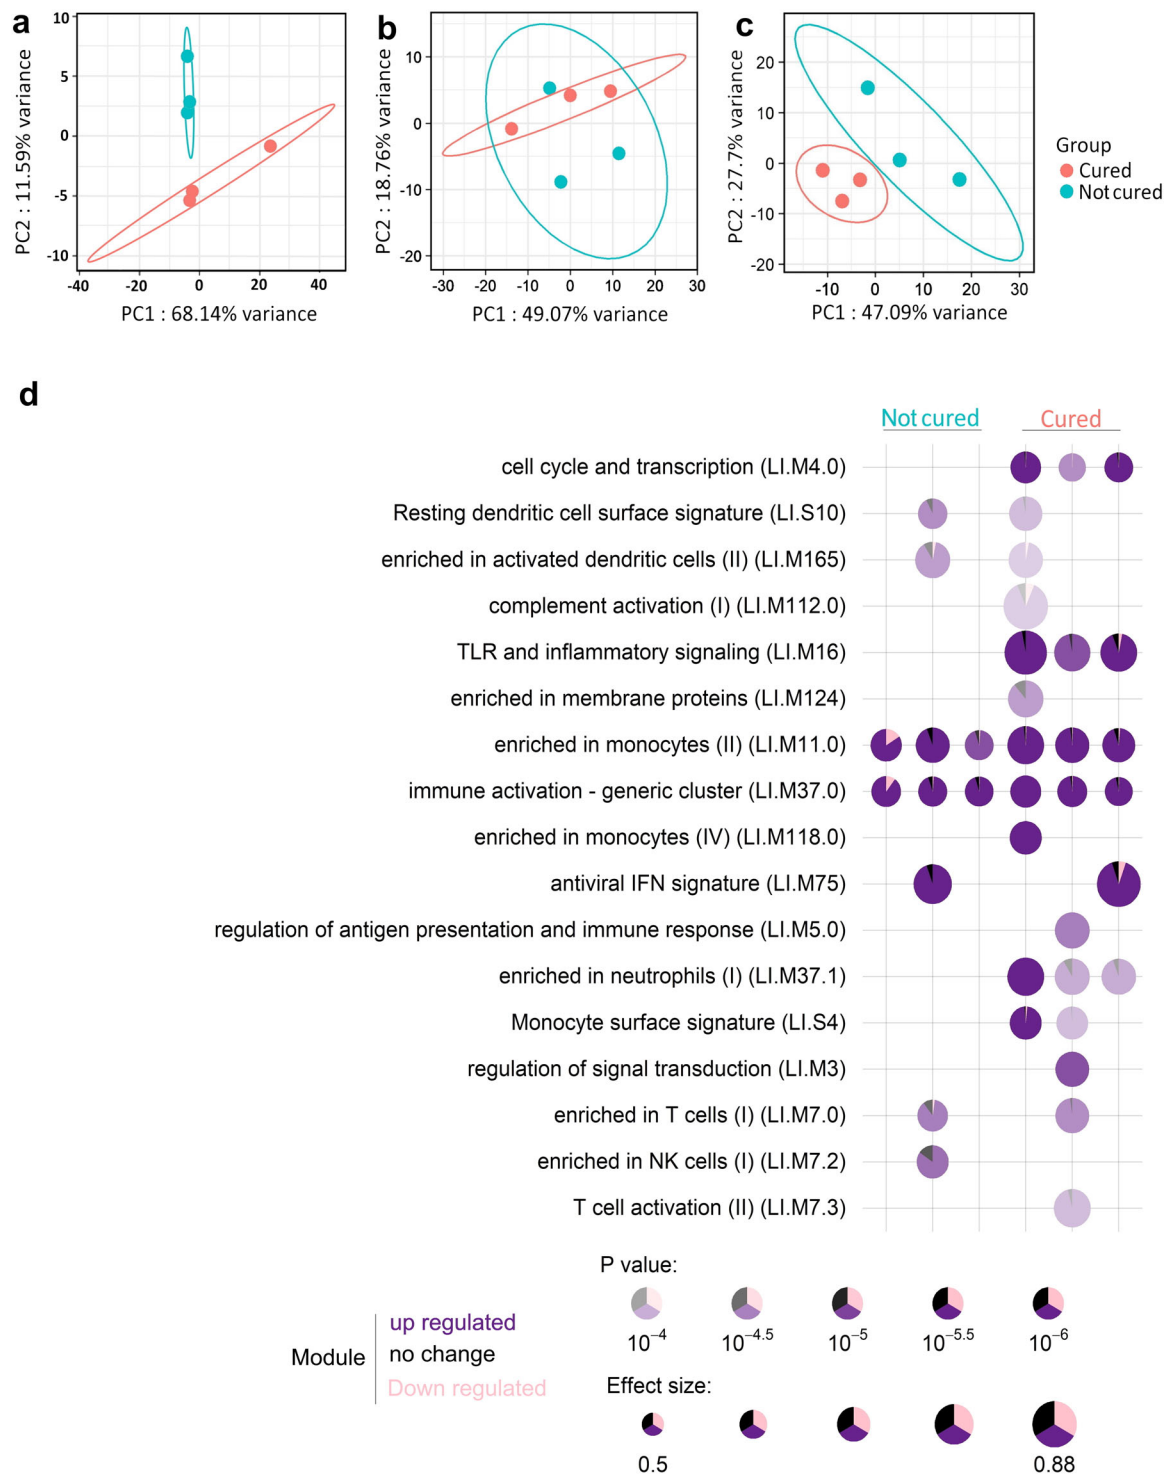 a
PC2 : 11.59% variance
10
5
0
-5
-10
-40
-20
0
20
40
PC1 : 68.14% variance
b
PC2 : 18.76% variance
10
0
-10
-20
-30
-20
-10
0
10
20
30
PC1 : 49.07% variance
c
PC2 : 27.7% variance
20
10
0
-10
-20
-10
0
10
20
30
PC1 : 47.09% variance
Group
Cured
Not cured
d
Not cured
Cured
cell cycle and transcription (LI.M4.0)
Resting dendritic cell surface signature (LI.S10)
enriched in activated dendritic cells (II) (LI.M165)
complement activation (I) (LI.M112.0)
TLR and inflammatory signaling (LI.M16)
enriched in membrane proteins (LI.M124)
enriched in monocytes (II) (LI.M11.0)
immune activation - generic cluster (LI.M37.0)
enriched in monocytes (IV) (LI.M118.0)
antiviral IFN signature (LI.M75)
regulation of antigen presentation and immune response (LI.M5.0)
enriched in neutrophils (I) (LI.M37.1)
Monocyte surface signature (LI.S4)
regulation of signal transduction (LI.M3)
enriched in T cells (I) (LI.M7.0)
enriched in NK cells (I) (LI.M7.2)
T cell activation (II) (LI.M7.3)
P value:
10⁻⁴ 10⁻⁴·⁵ 10⁻⁵ 10⁻⁵·⁵ 10⁻⁶
Module
up regulated
no change
Down regulated
Effect size:
0.5 0.88